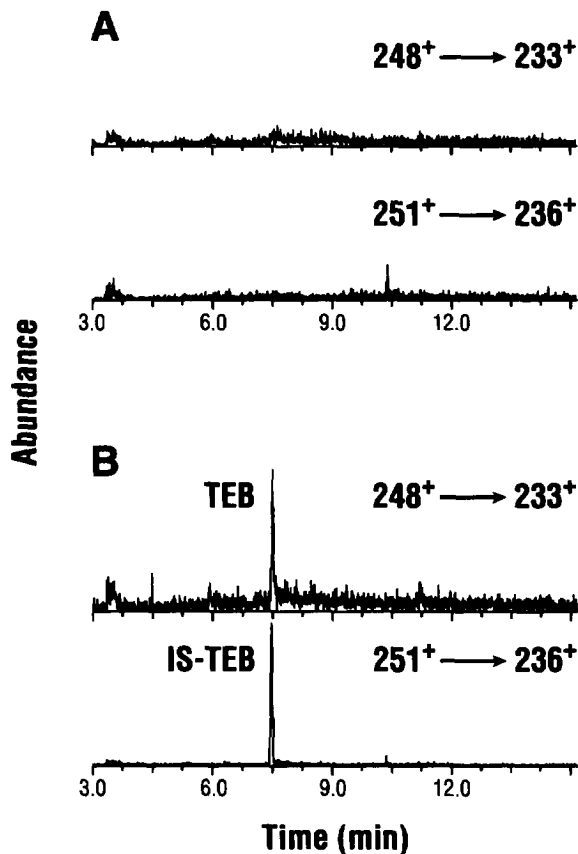 A
248⁺ → 233⁺
251⁺ → 236⁺
3.0 6.0 9.0 12.0
Abundance
B
TEB 248⁺ → 233⁺
IS-TEB 251⁺ → 236⁺
3.0 6.0 9.0 12.0
Time (min)